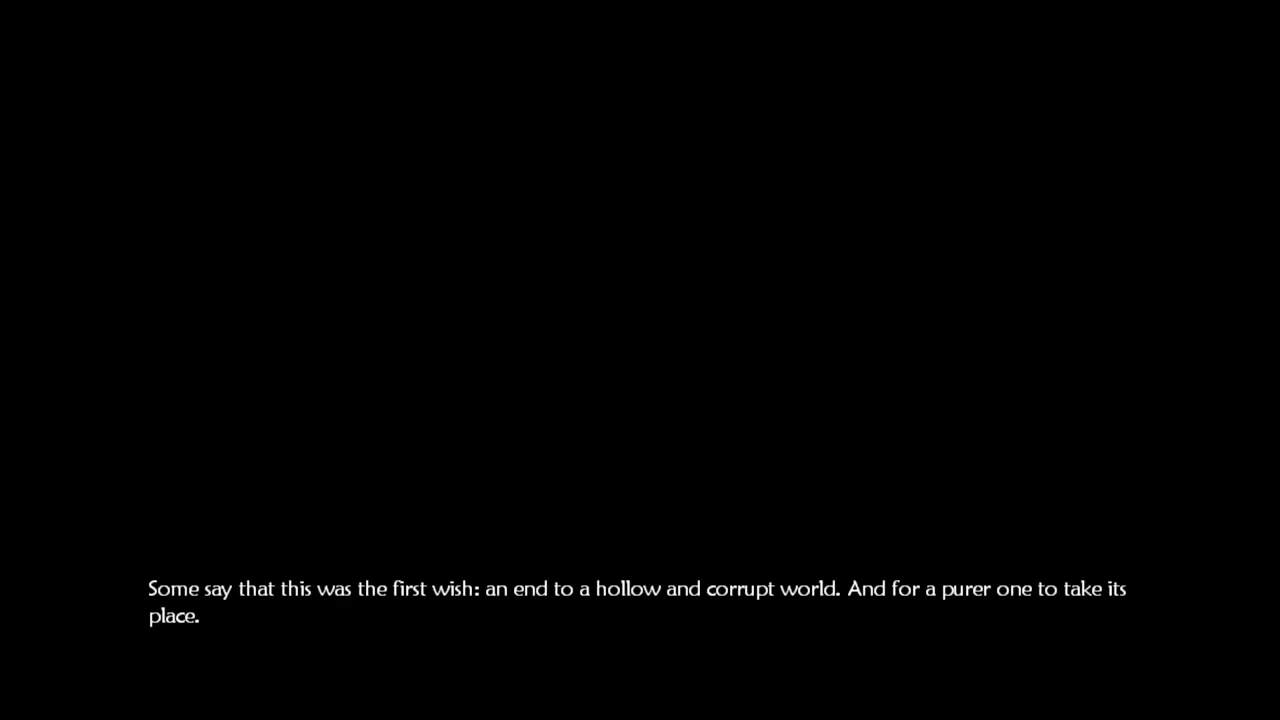 Some say that this was the first wish: an end to a hollow and corrupt world. And for a purer one to take its
place.